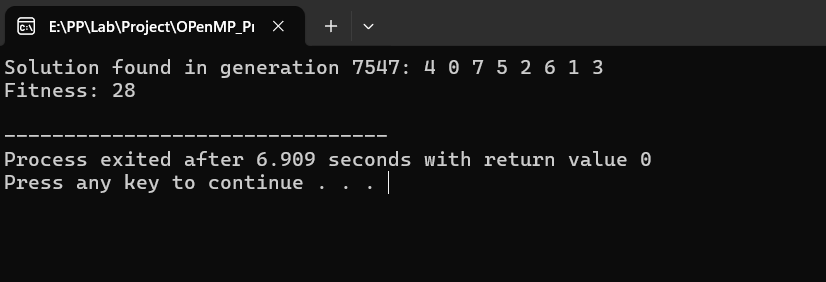 E:\PP\Lab\Project\OPenMP_Pr
Solution found in generation 7547: 4 0 7 5 2 6 1 3
Fitness: 28
--------------------------------
Process exited after 6.909 seconds with return value 0
Press any key to continue . . .